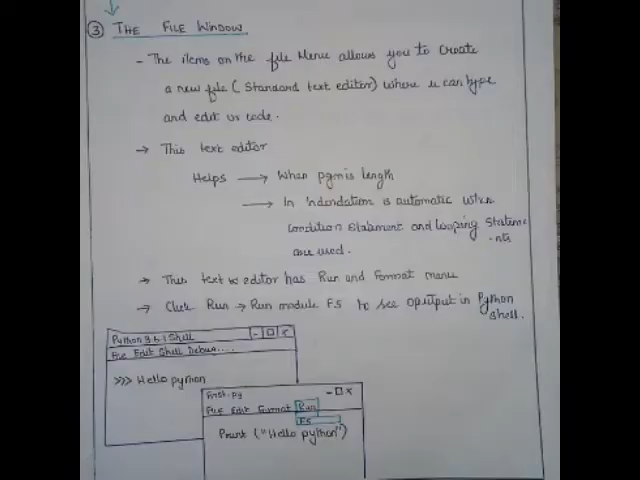 ③ THE FILE WINDOW
- The items on the file Menu allows you to create
a new file ( Standard text editor) where u can type
and edit ur code.
→ This text editor
Helps → When pgm is length
→ In Indendation is automatic when
condition Statement and looping Stateme
-nts
are used.
→ This text editor has Run and Format menu
→ Click Run → Run module F5 to see op output in Python
Shell.
Python 3.6.1 Shell - □ ×
File Edit Shell Debug....
>>> Hello python
First.py - □ ×
File Edit Format Run
F5
Print ("Hello python")